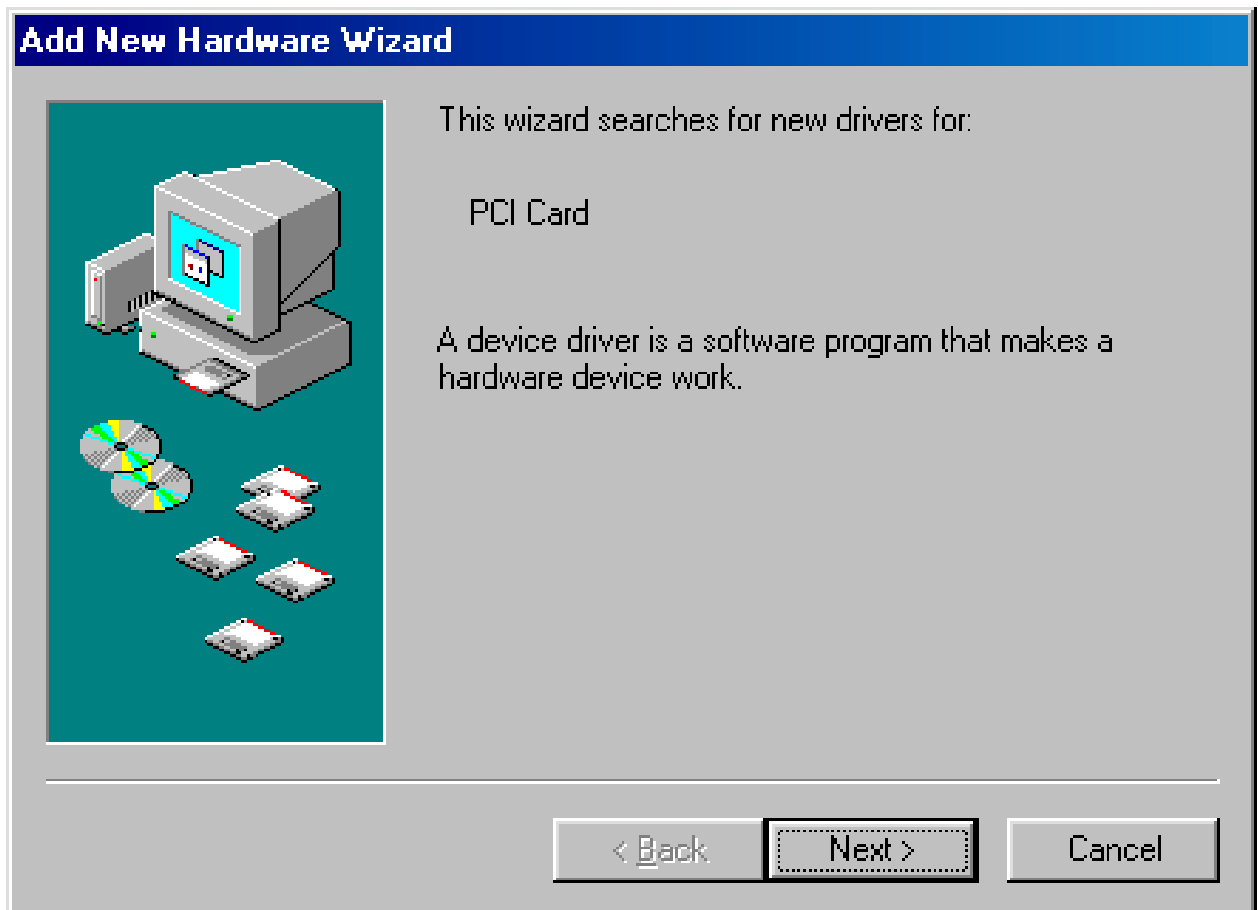 Add New Hardware Wizard
This wizard searches for new drivers for:
PCI Card
A device driver is a software program that makes a
hardware device work.
< Back
Next >
Cancel